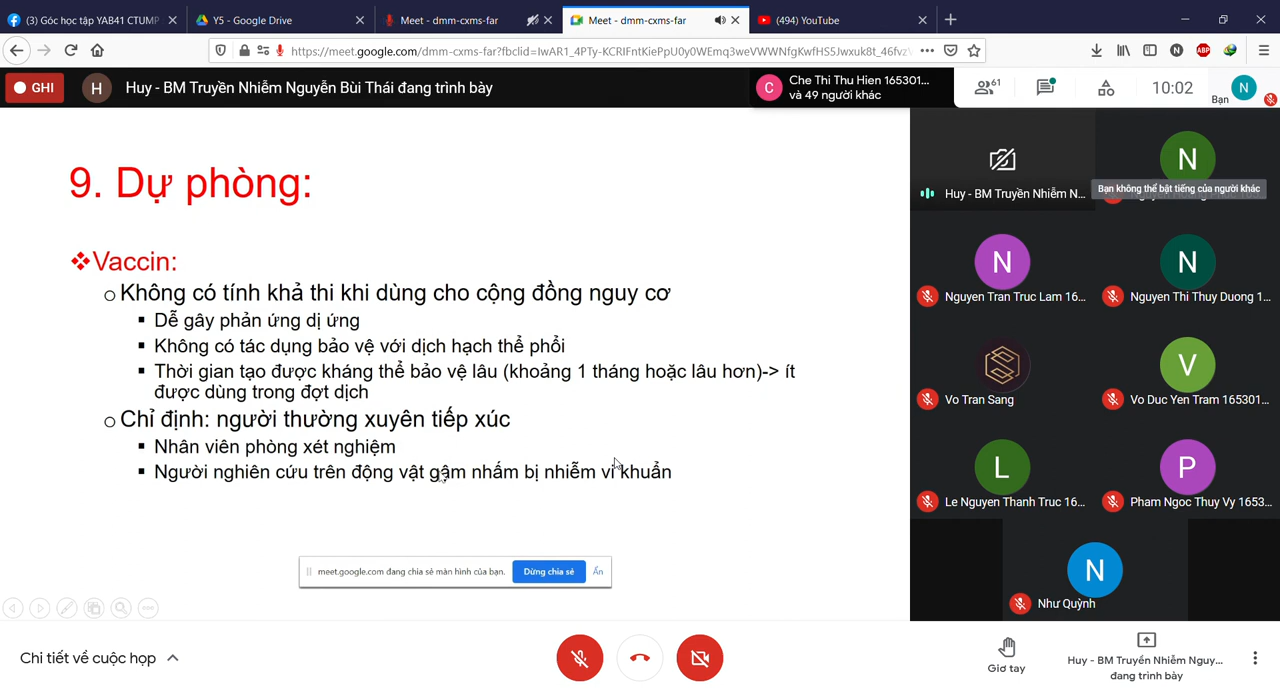 (3) Góc học tập YAB41 CTUMP
Y5 - Google Drive
Meet - dmm-cxms-far
Meet - dmm-cxms-far
(494) YouTube
https://meet.google.com/dmm-cxms-far?fbclid=
ABP
GHI
H
Huy - BM Truyền Nhiễm Nguyễn Bùi Thái đang trình bày
C
Che Thi Thu Hien 165301...
và 49 người khác
61
10:02
Bạn
N
9. Dự phòng:
Vaccin:
Không có tính khả thi khi dùng cho cộng đồng nguy cơ
Dễ gây phản ứng dị ứng
Không có tác dụng bảo vệ với dịch hạch thể phổi
Thời gian tạo được kháng thể bảo vệ lâu (khoảng 1 tháng hoặc lâu hơn)-> ít
được dùng trong đợt dịch
Chỉ định: người thường xuyên tiếp xúc
Nhân viên phòng xét nghiệm
Người nghiên cứu trên động vật gậm nhấm bị nhiễm vi khuẩn
meet.google.com đang chia sẻ màn hình của bạn.
Dừng chia sẻ
Ẩn
Huy - BM Truyền Nhiễm N...
N
Bạn không thể bật tiếng của người khác
N
Nguyen Tran Truc Lam 16...
N
Nguyen Thi Thuy Duong 1...
Vo Tran Sang
V
Vo Duc Yen Tram 165301...
L
Le Nguyen Thanh Truc 16...
P
Pham Ngoc Thuy Vy 1653...
N
Như Quỳnh
Chi tiết về cuộc họp
Giơ tay
Huy - BM Truyền Nhiễm Nguy...
đang trình bày